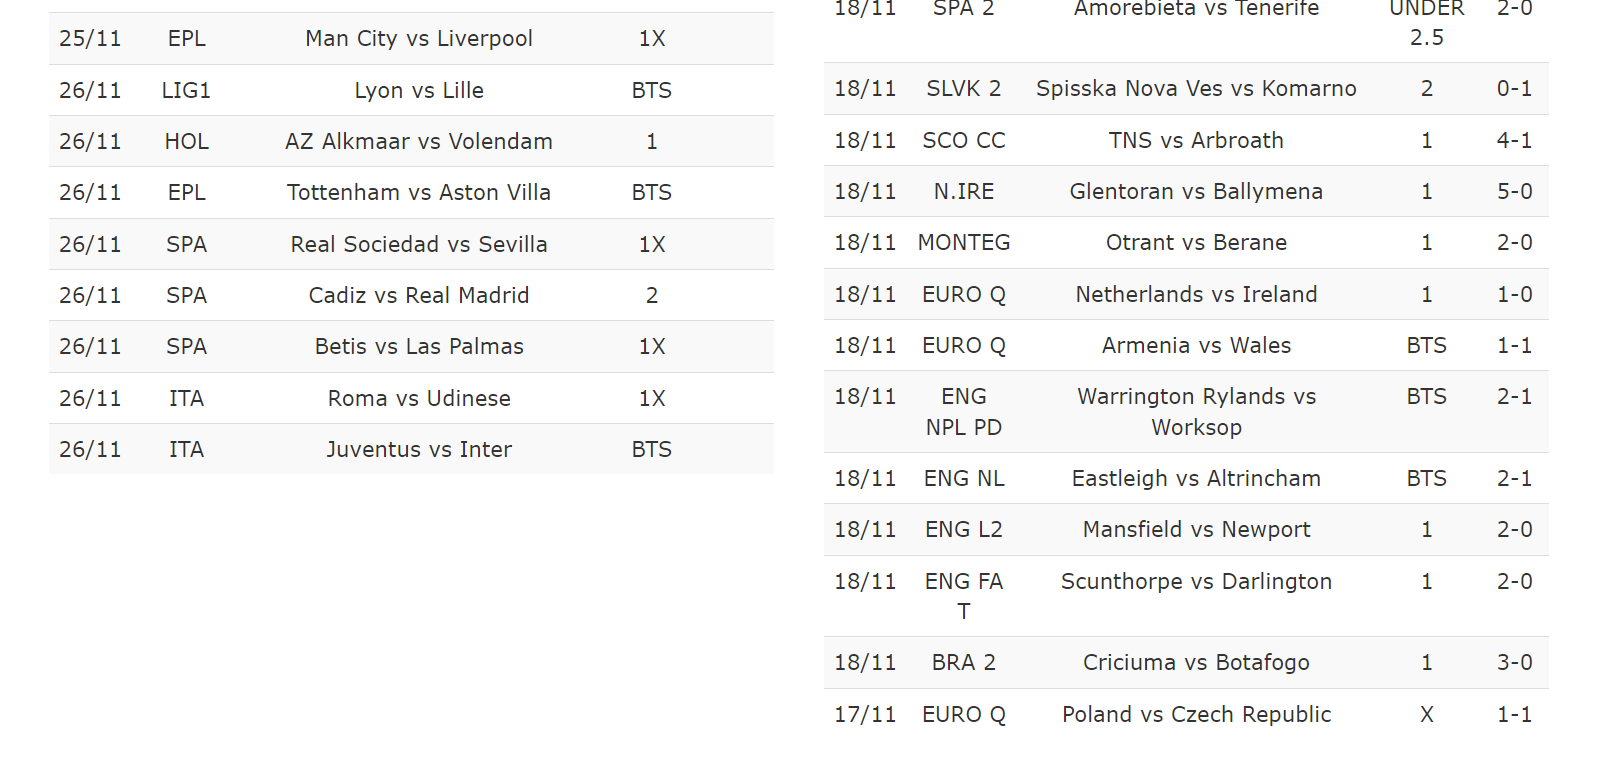 25/11 EPL Man City vs Liverpool 1X
26/11 LIG1 Lyon vs Lille BTS
26/11 HOL AZ Alkmaar vs Volendam 1
26/11 EPL Tottenham vs Aston Villa BTS
26/11 SPA Real Sociedad vs Sevilla 1X
26/11 SPA Cadiz vs Real Madrid 2
26/11 SPA Betis vs Las Palmas 1X
26/11 ITA Roma vs Udinese 1X
26/11 ITA Juventus vs Inter BTS
18/11 SPA 2 Amorebieta vs Tenerife UNDER 2-0
2.5
18/11 SLVK 2 Spisska Nova Ves vs Komarno 2 0-1
18/11 SCO CC TNS vs Arbroath 1 4-1
18/11 N.IRE Glentoran vs Ballymena 1 5-0
18/11 MONTEG Otrant vs Berane 1 2-0
18/11 EURO Q Netherlands vs Ireland 1 1-0
18/11 EURO Q Armenia vs Wales BTS 1-1
18/11 ENG Warrington Rylands vs BTS 2-1
NPL PD Worksop
18/11 ENG NL Eastleigh vs Altrincham BTS 2-1
18/11 ENG L2 Mansfield vs Newport 1 2-0
18/11 ENG FA Scunthorpe vs Darlington 1 2-0
T
18/11 BRA 2 Criciuma vs Botafogo 1 3-0
17/11 EURO Q Poland vs Czech Republic X 1-1